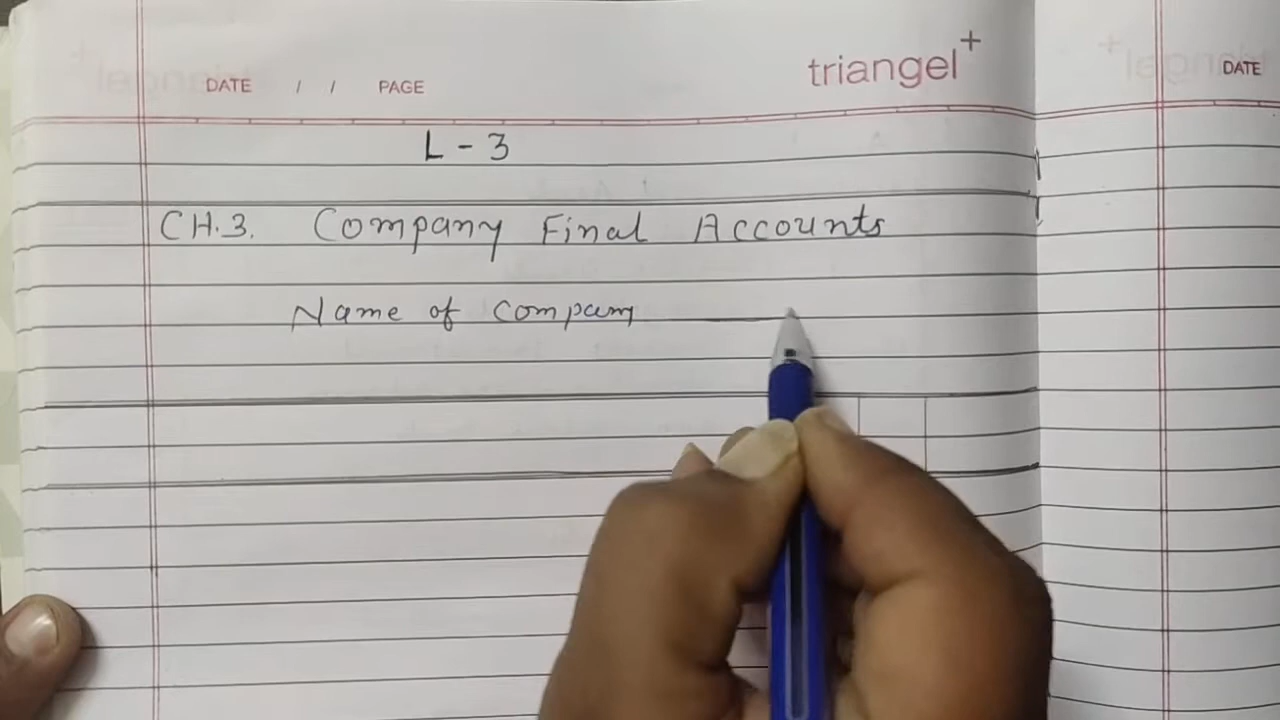 triangel+
DATE / / PAGE
DATE
L - 3
CH.3. Company Final Accounts
Name of Company